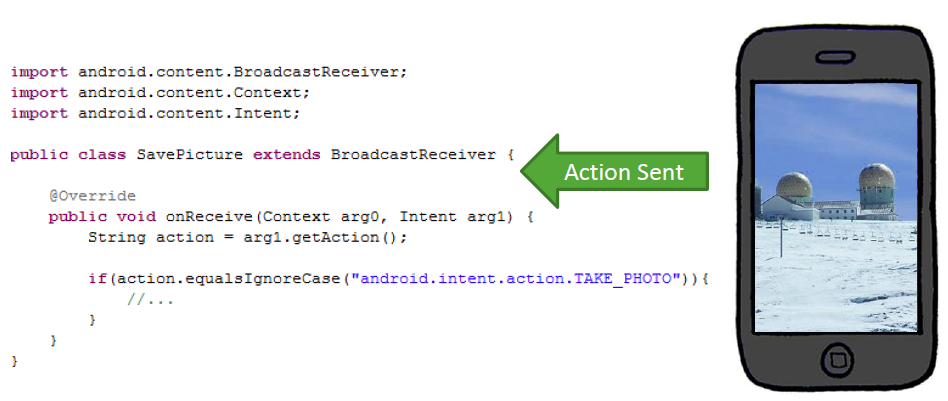 import android.content.BroadcastReceiver;
import android.content.Context;
import android.content.Intent;
public class SavePicture extends BroadcastReceiver {
Action Sent
@Override
public void onReceive(Context arg0, Intent arg1) {
String action = arg1.getAction();
if(action.equalsIgnoreCase("android.intent.action.TAKE_PHOTO")){
//...
}
}
}